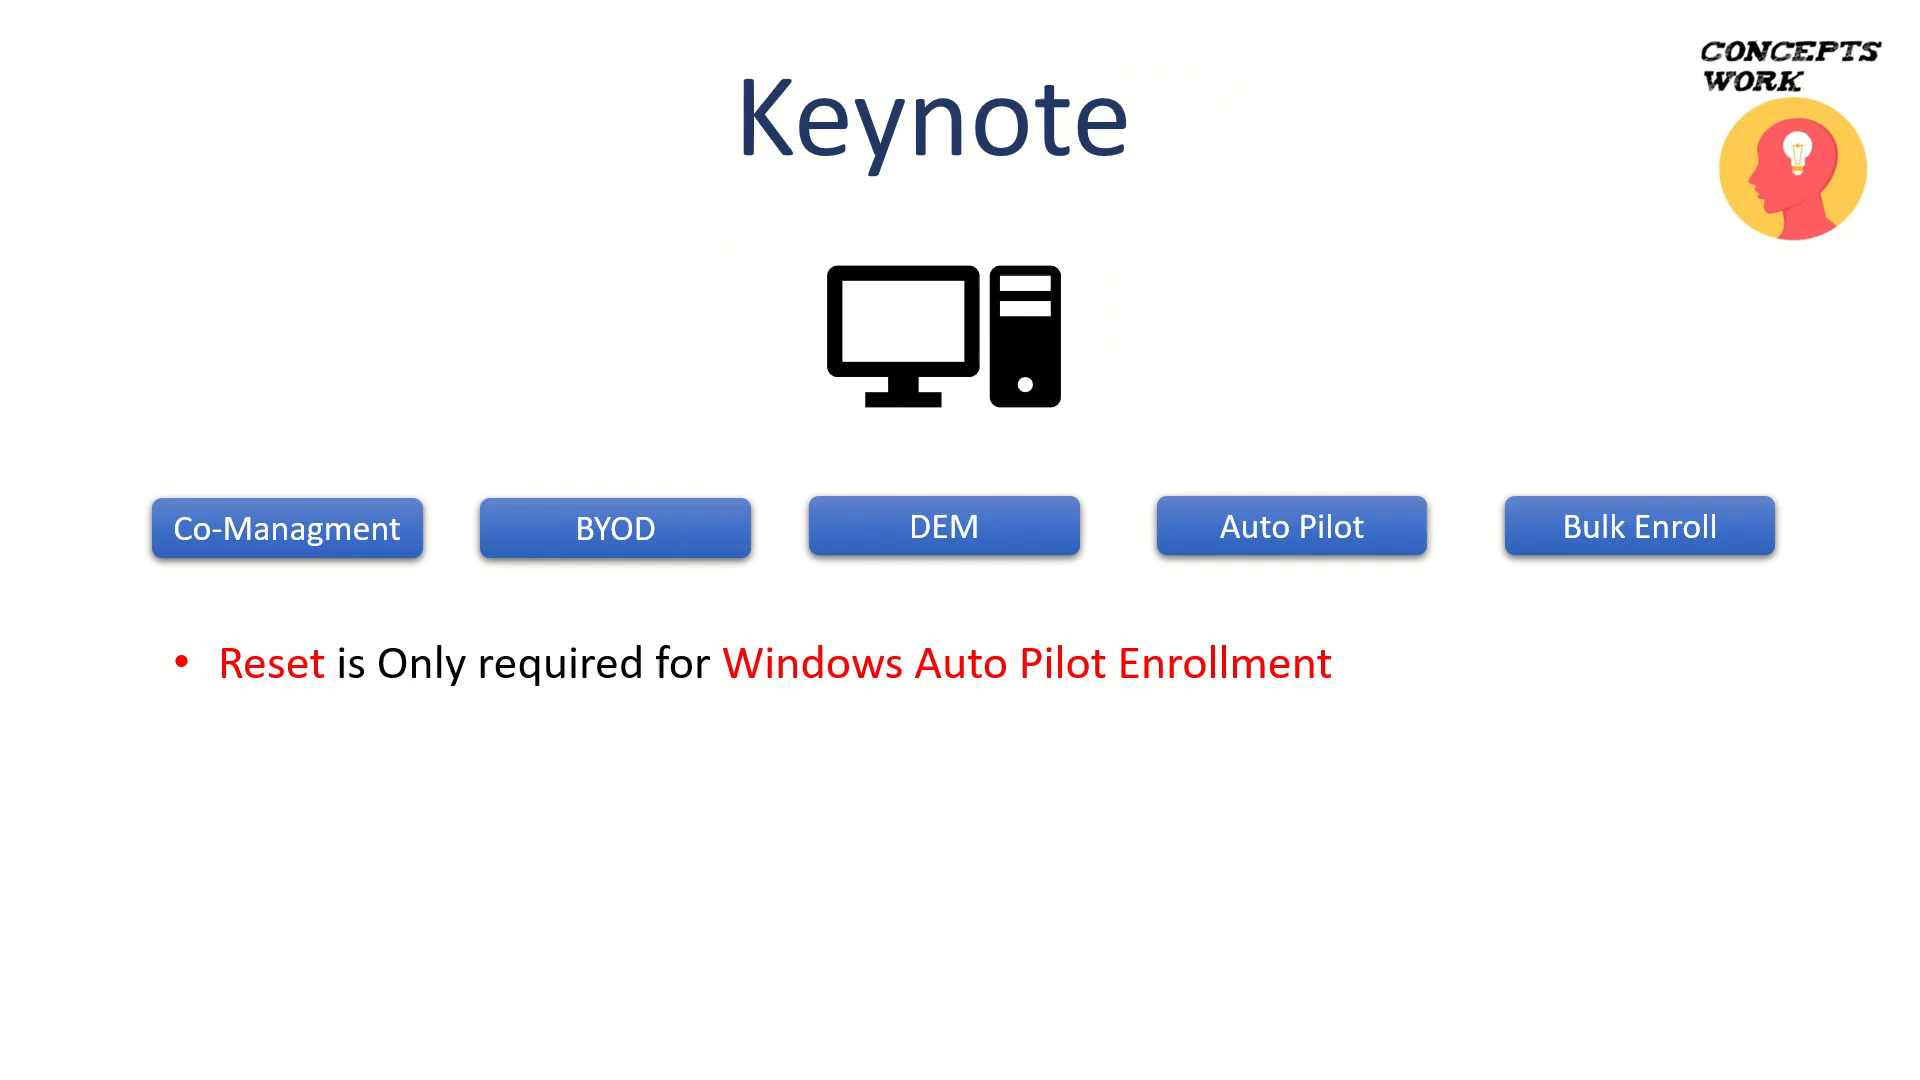 CONCEPTS
WORK
Keynote
Co-Managment
BYOD
DEM
Auto Pilot
Bulk Enroll
• Reset is Only required for Windows Auto Pilot Enrollment